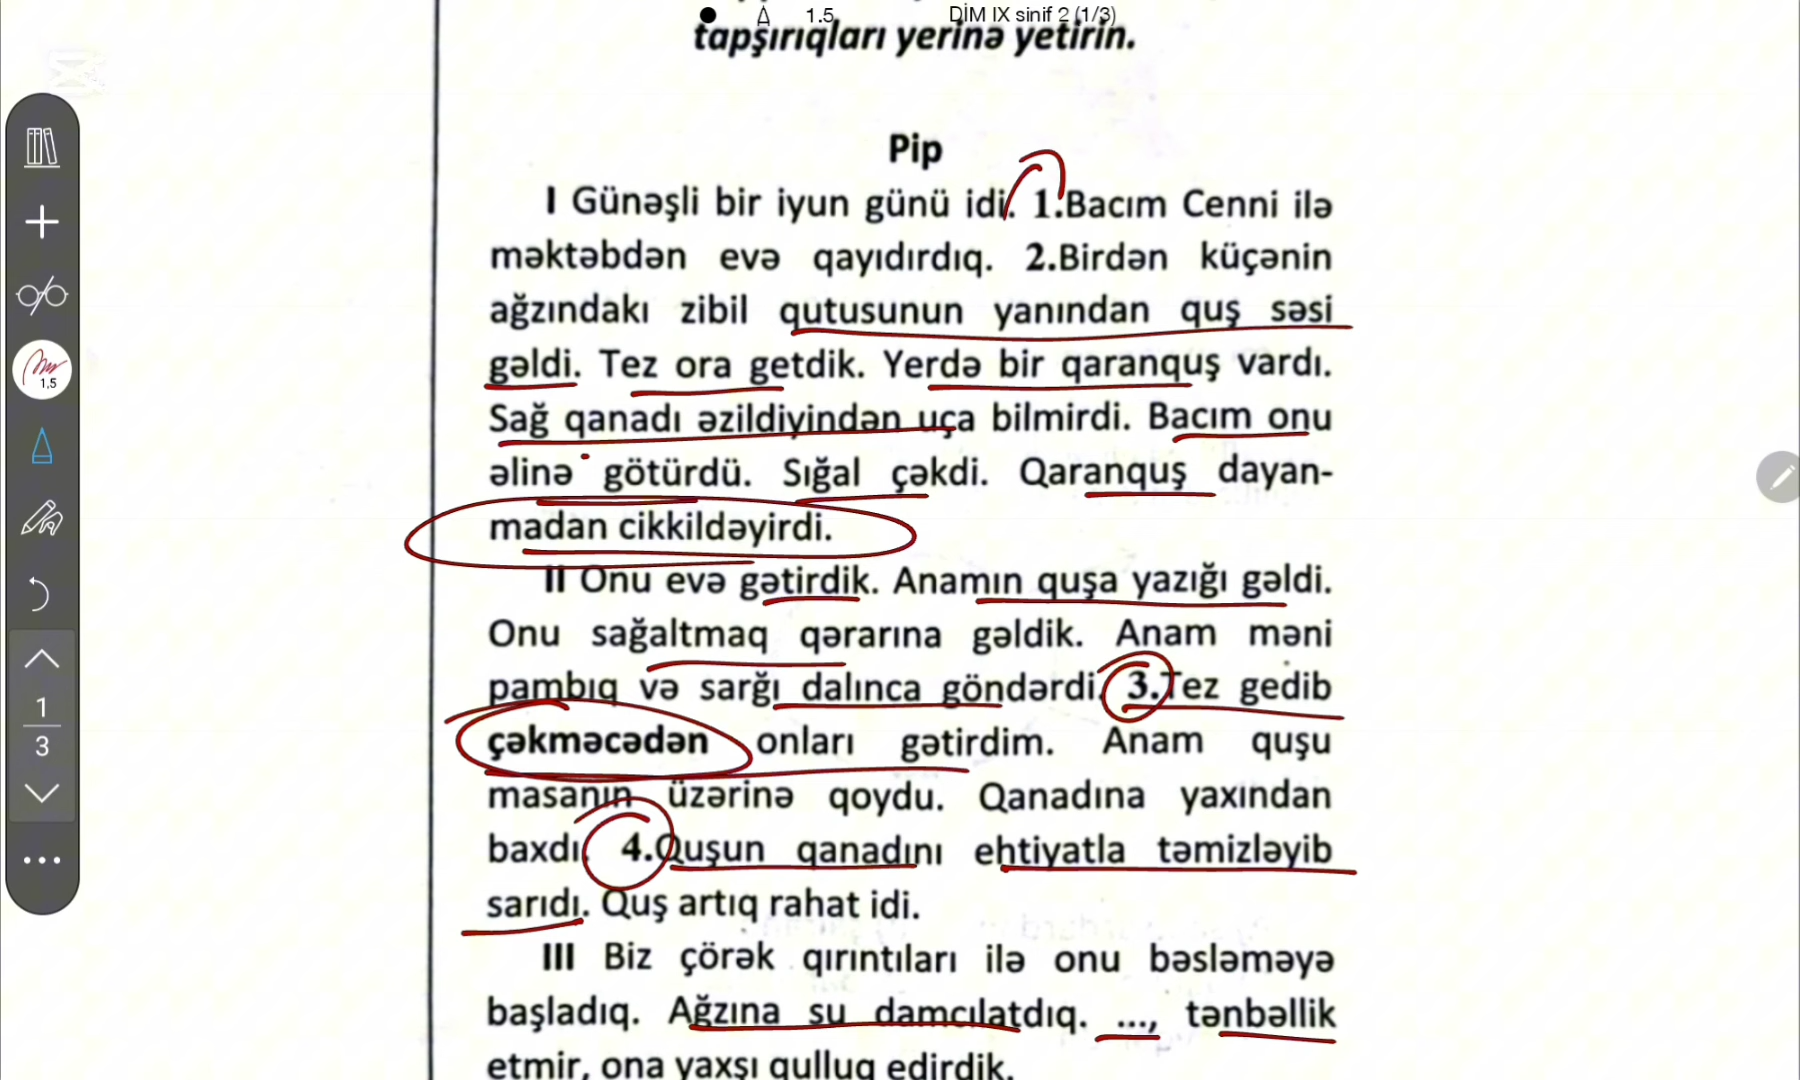 1.5 DİM IX sinif 2 (1/3)
tapşırıqları yerinə yetirin.
Pip
I Günəşli bir iyun günü idi. 1.Bacım Cenni ilə
məktəbdən evə qayıdırdıq. 2.Birdən küçənin
ağzındakı zibil qutusunun yanından quş səsi
gəldi. Tez ora getdik. Yerdə bir qaranquş vardı.
Sağ qanadı əzildiyindən uça bilmirdi. Bacım onu
əlinə götürdü. Sığal çəkdi. Qaranquş dayan-
madan cikkildəyirdi.
II Onu evə gətirdik. Anamın quşa yazığı gəldi.
Onu sağaltmaq qərarına gəldik. Anam məni
pambıq və sarğı dalınca göndərdi. 3.Tez gedib
çəkməcədən onları gətirdim. Anam quşu
masanın üzərinə qoydu. Qanadına yaxından
baxdı. 4.Quşun qanadını ehtiyatla təmizləyib
sarıdı. Quş artıq rahat idi.
III Biz çörək qırıntıları ilə onu bəsləməyə
başladıq. Ağzına su damcılatdıq. ..., tənbəllik
etmir, ona yaxşı qulluq edirdik.
1.5
1
3